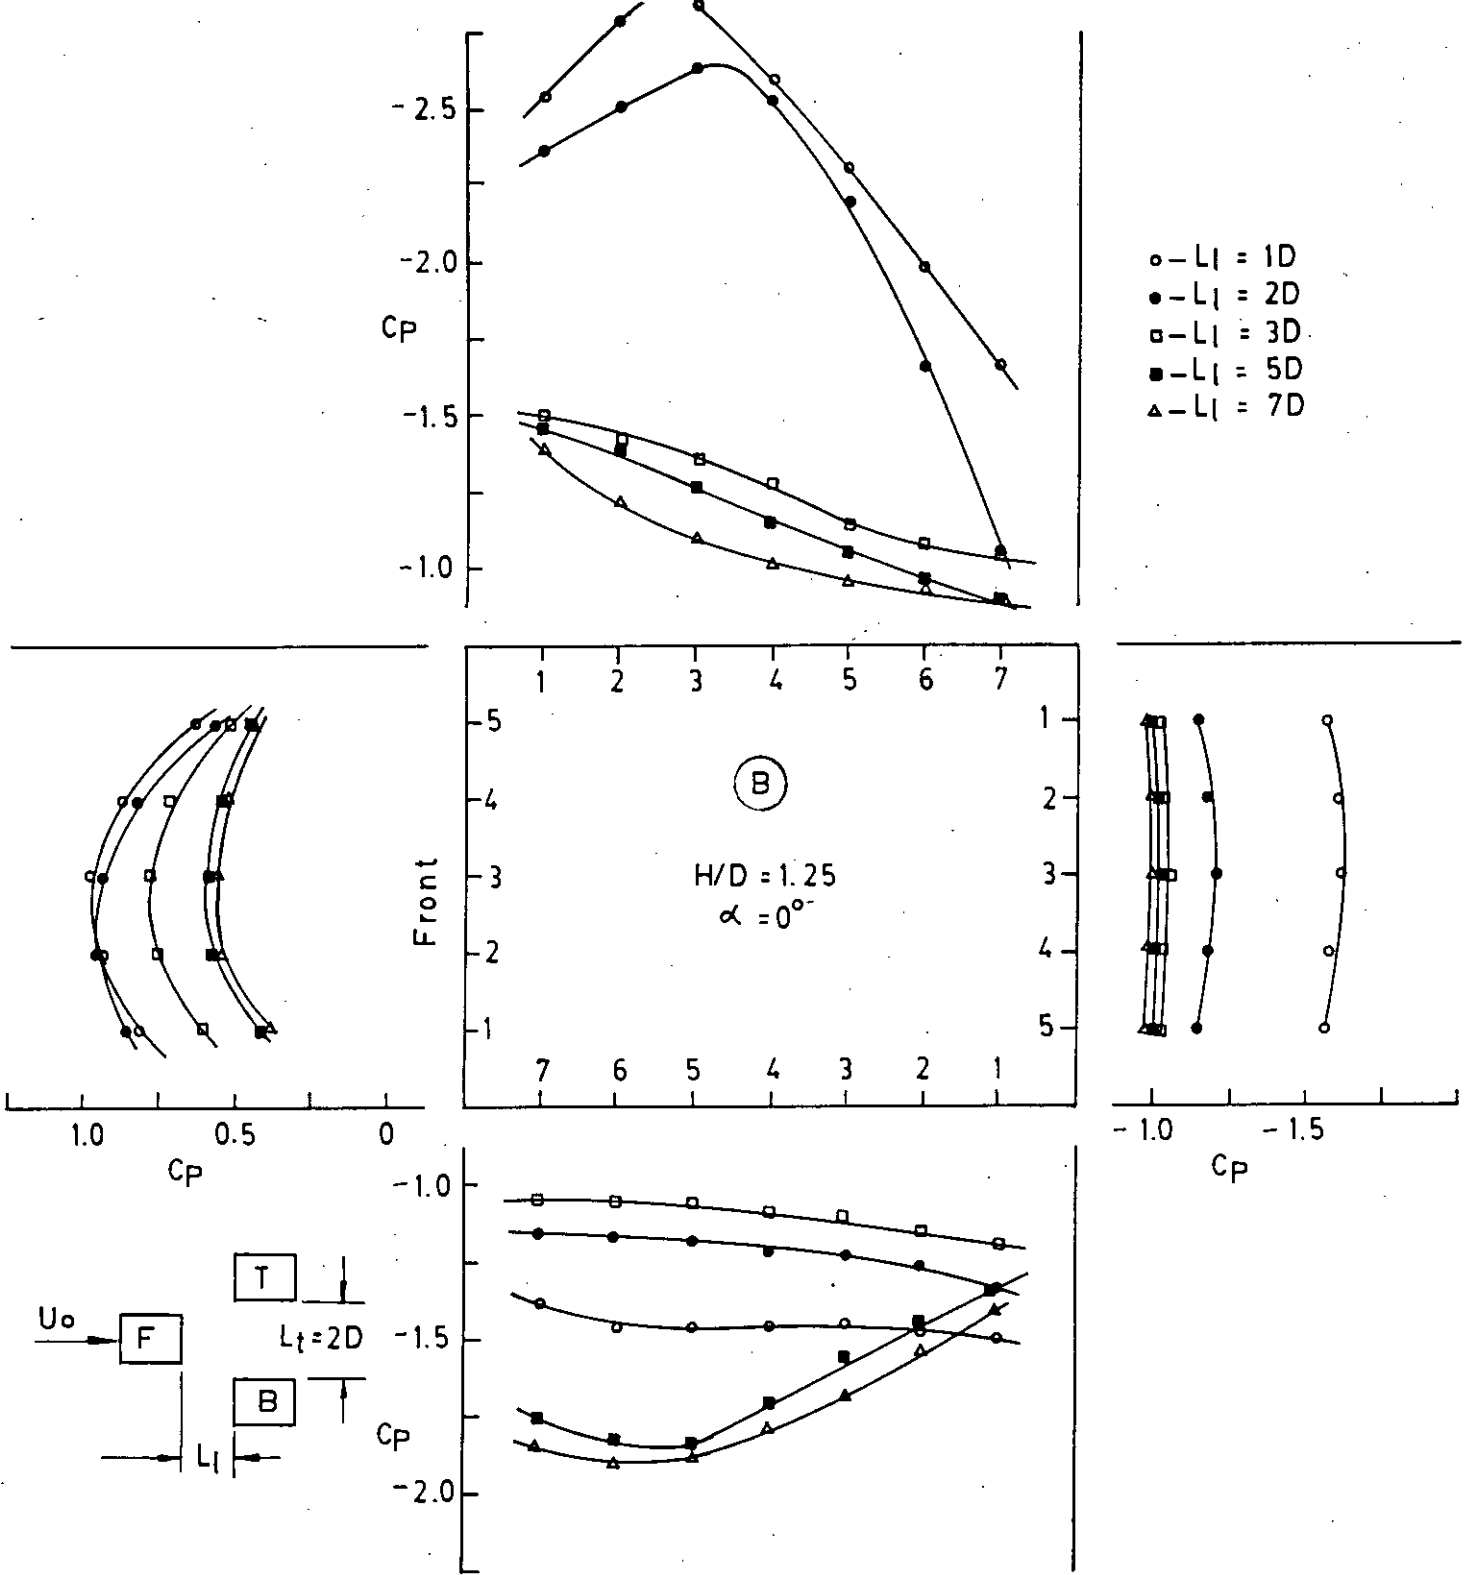 -2.5
-2.0
CP
-1.5
-1.0
o-Ll = 1D
●-Ll = 2D
□-Ll = 3D
■-Ll = 5D
△-Ll = 7D
1 2 3 4 5 6 7
5
4
3
2
1
Front
B
H/D = 1.25
α = 0°
1
2
3
4
5
7 6 5 4 3 2 1
1.0 0.5 0
CP
-1.0 -1.5
CP
-1.0
-1.5
CP
-2.0
Uo
F
T
B
Lt=2D
Ll